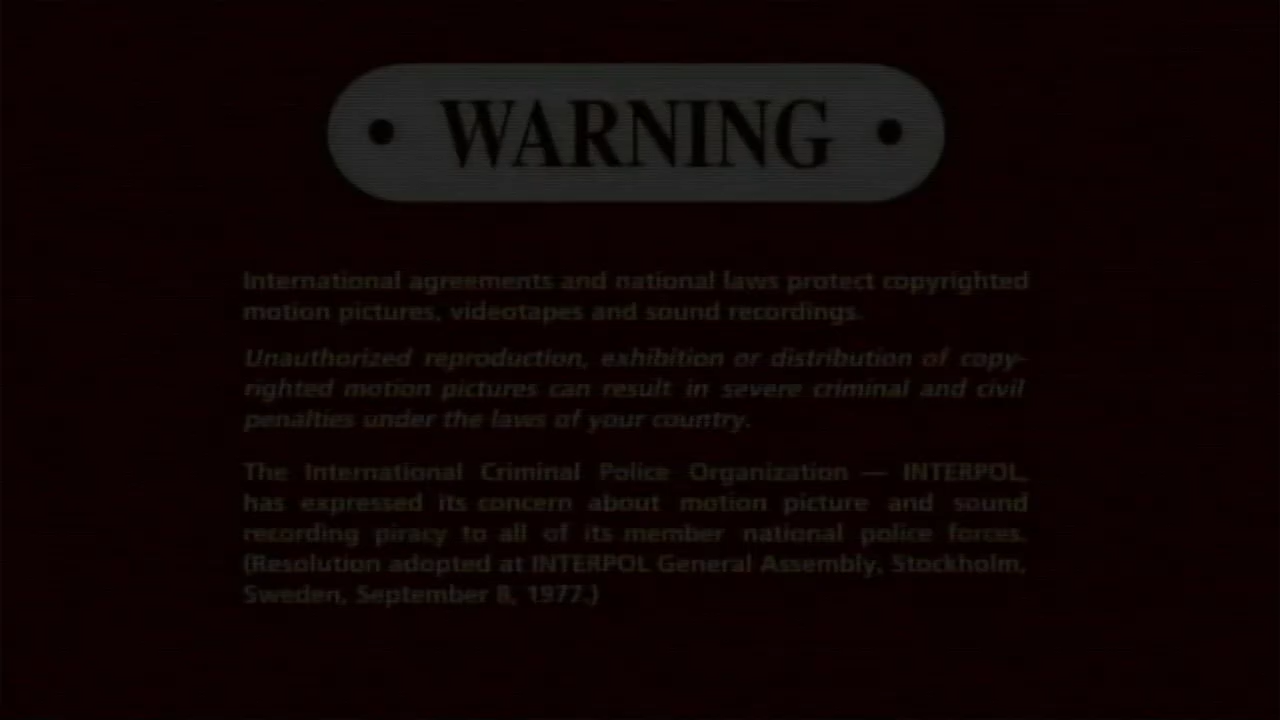 WARNING
International agreements and national laws protect copyrighted
motion pictures, videotapes and sound recordings.
Unauthorized reproduction, exhibition or distribution of copy-
righted motion pictures can result in severe criminal and civil
penalties under the laws of your country.
The International Criminal Police Organization — INTERPOL,
has expressed its concern about motion picture and sound
recording piracy to all of its member national police forces.
(Resolution adopted at INTERPOL General Assembly, Stockholm,
Sweden, September 8, 1977.)